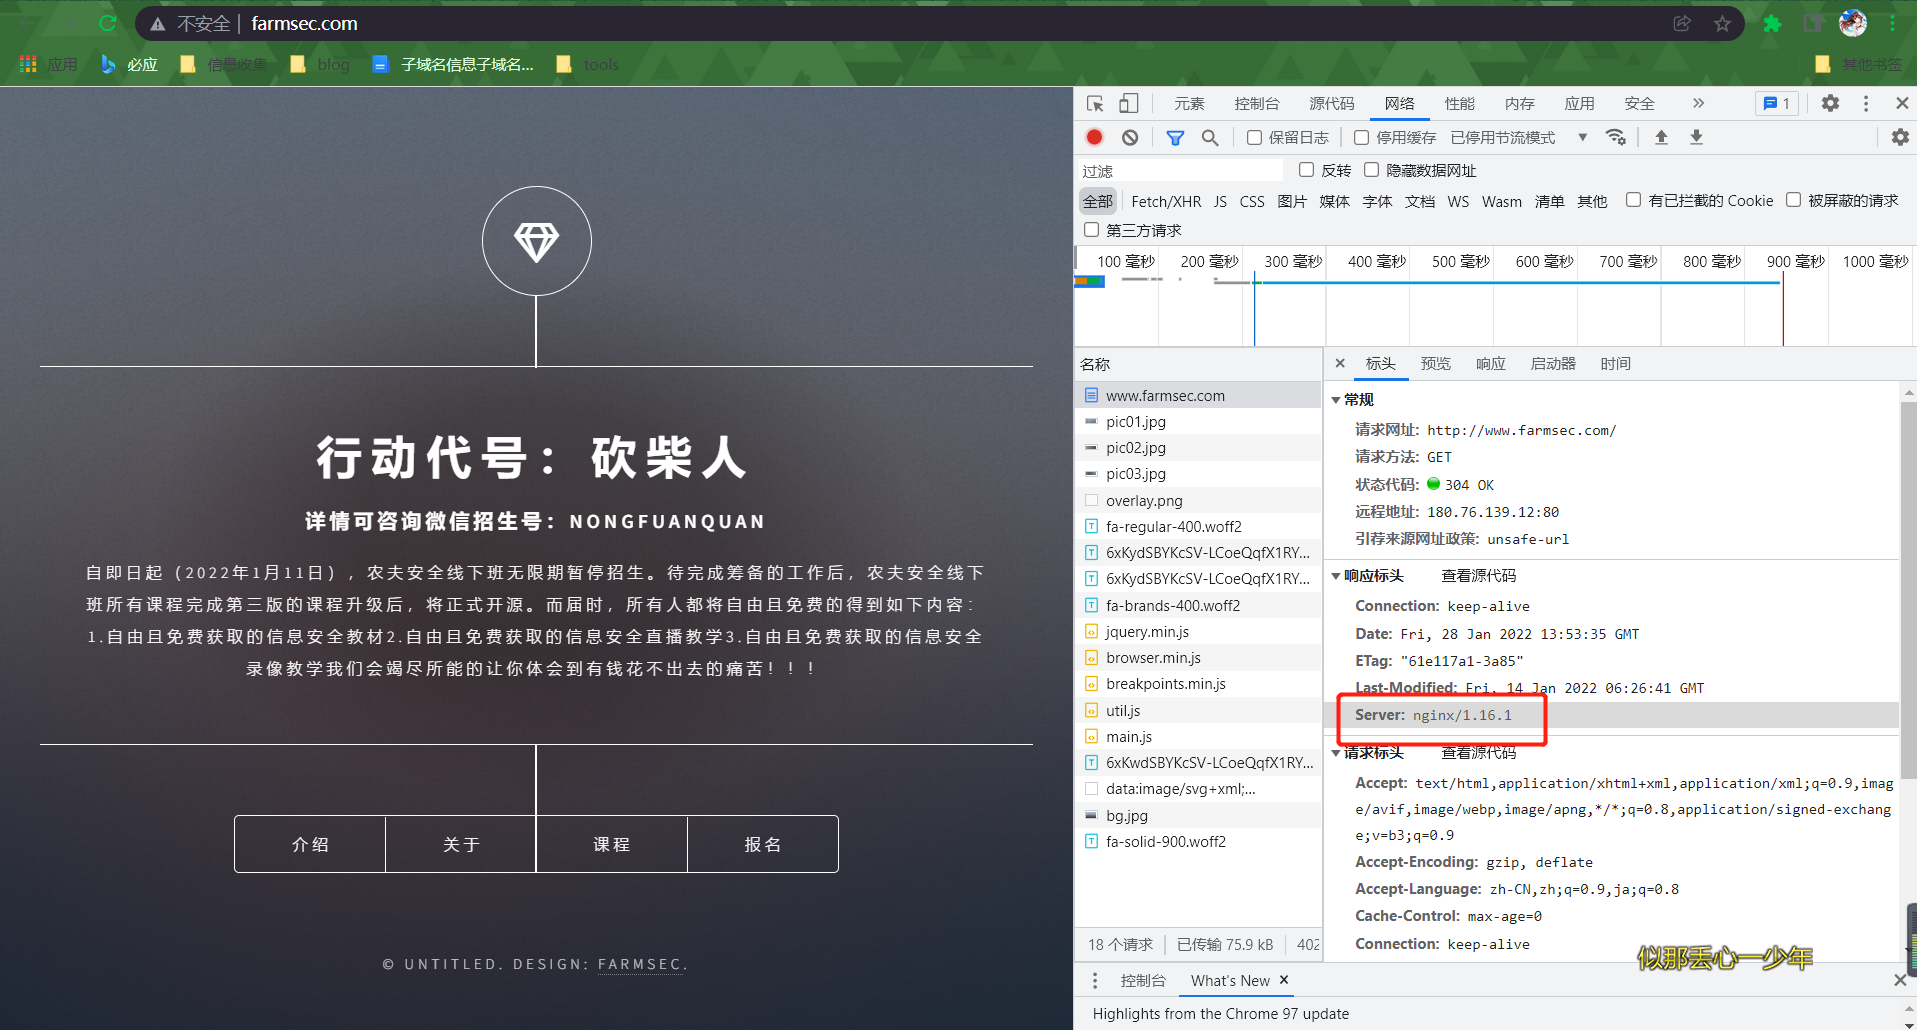 不安全 | farmsec.com
应用 必应 信息收集 blog 子域名信息子域名... tools 其他书签
行动代号：砍柴人
详情可咨询微信招生号：NONGFUANQUAN
自即日起（2022年1月11日），农夫安全线下班无限期暂停招生。待完成筹备的工作后，农夫安全线下
班所有课程完成第三版的课程升级后，将正式开源。而届时，所有人都将自由且免费的得到如下内容：
1.自由且免费获取的信息安全教材2.自由且免费获取的信息安全直播教学3.自由且免费获取的信息安全
录像教学我们会竭尽所能的让你体会到有钱花不出去的痛苦！！！
介绍 关于 课程 报名
© UNTITLED. DESIGN: FARMSEC.
元素 控制台 源代码 网络 性能 内存 应用 安全 » 1
保留日志 停用缓存 已停用节流模式
过滤 反转 隐藏数据网址
全部 Fetch/XHR JS CSS 图片 媒体 字体 文档 WS Wasm 清单 其他 有已拦截的 Cookie 被屏蔽的请求
第三方请求
100 毫秒 200 毫秒 300 毫秒 400 毫秒 500 毫秒 600 毫秒 700 毫秒 800 毫秒 900 毫秒 1000 毫秒
名称
www.farmsec.com
pic01.jpg
pic02.jpg
pic03.jpg
overlay.png
fa-regular-400.woff2
6xKydSBYKcSV-LCoeQqfX1RY...
6xKydSBYKcSV-LCoeQqfX1RY...
fa-brands-400.woff2
jquery.min.js
browser.min.js
breakpoints.min.js
util.js
main.js
6xKwdSBYKcSV-LCoeQqfX1RY...
data:image/svg+xml;...
bg.jpg
fa-solid-900.woff2
18 个请求 已传输 75.9 kB 402
标头 预览 响应 启动器 时间
常规
请求网址: http://www.farmsec.com/
请求方法: GET
状态代码: 304 OK
远程地址: 180.76.139.12:80
引荐来源网址政策: unsafe-url
响应标头 查看源代码
Connection: keep-alive
Date: Fri, 28 Jan 2022 13:53:35 GMT
ETag: "61e117a1-3a85"
Last-Modified: Fri, 14 Jan 2022 06:26:41 GMT
Server: nginx/1.16.1
请求标头 查看源代码
Accept: text/html,application/xhtml+xml,application/xml;q=0.9,imag
e/avif,image/webp,image/apng,*/*;q=0.8,application/signed-exchang
e;v=b3;q=0.9
Accept-Encoding: gzip, deflate
Accept-Language: zh-CN,zh;q=0.9,ja;q=0.8
Cache-Control: max-age=0
Connection: keep-alive
似那丢心一少年
控制台 What's New
Highlights from the Chrome 97 update